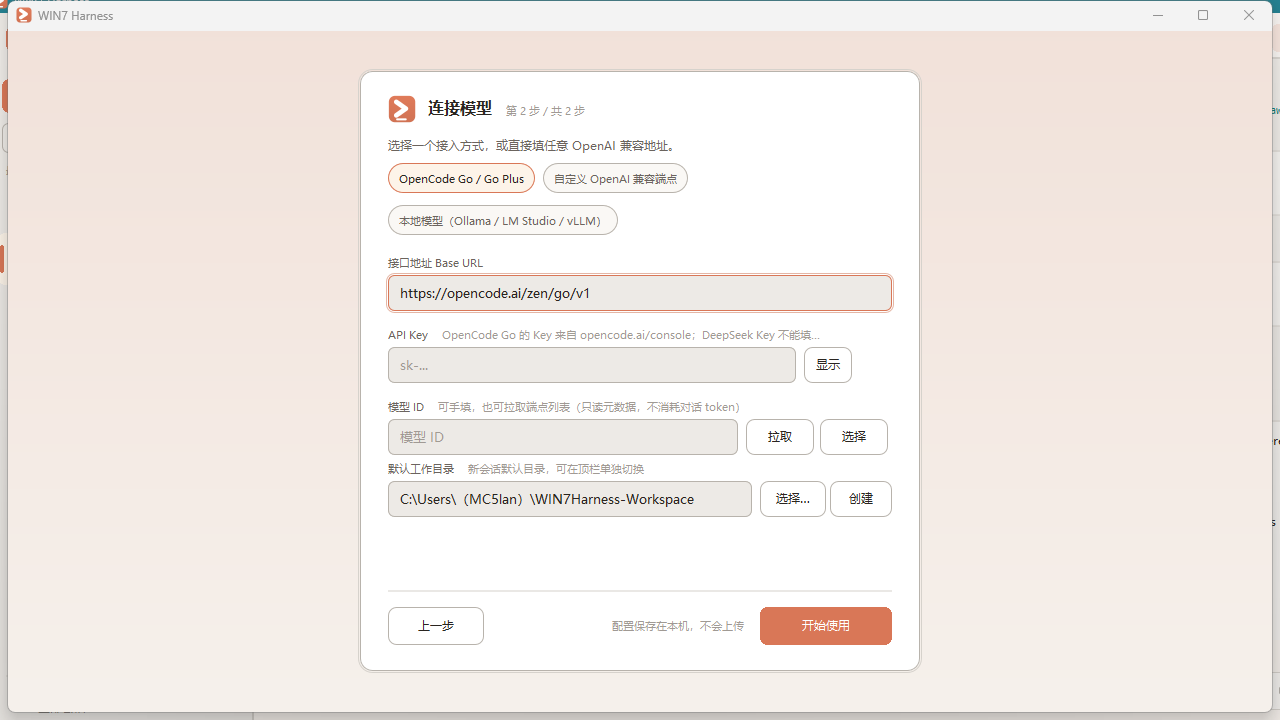 WIN7 Harness
连接模型 第 2 步 / 共 2 步
选择一个接入方式，或直接填任意 OpenAI 兼容地址。
OpenCode Go / Go Plus 自定义 OpenAI 兼容端点
本地模型（Ollama / LM Studio / vLLM）
接口地址 Base URL
https://opencode.ai/zen/go/v1
API Key OpenCode Go 的 Key 来自 opencode.ai/console；DeepSeek Key 不能填...
sk-... 显示
模型 ID 可手填，也可拉取端点列表（只读元数据，不消耗对话 token）
模型 ID 拉取 选择
默认工作目录 新会话默认目录，可在顶栏单独切换
C:\Users\（MC5lan）\WIN7Harness-Workspace 选择... 创建
上一步 配置保存在本机，不会上传 开始使用